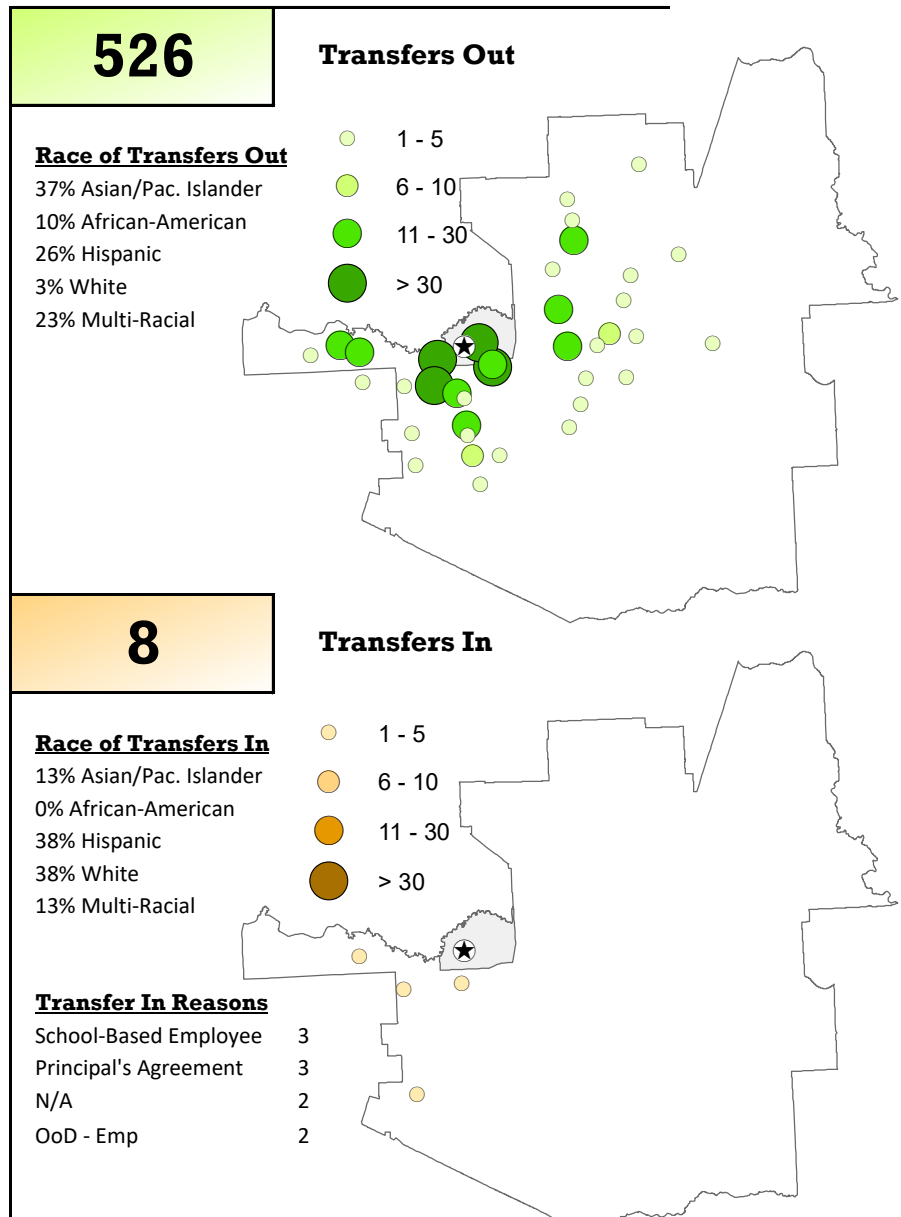 526
Transfers Out
Race of Transfers Out
37% Asian/Pac. Islander
10% African-American
26% Hispanic
3% White
23% Multi-Racial
1 - 5
6 - 10
11 - 30
> 30
8
Transfers In
Race of Transfers In
13% Asian/Pac. Islander
0% African-American
38% Hispanic
38% White
13% Multi-Racial
1 - 5
6 - 10
11 - 30
> 30
Transfer In Reasons
School-Based Employee 3
Principal's Agreement 3
N/A 2
OoD - Emp 2